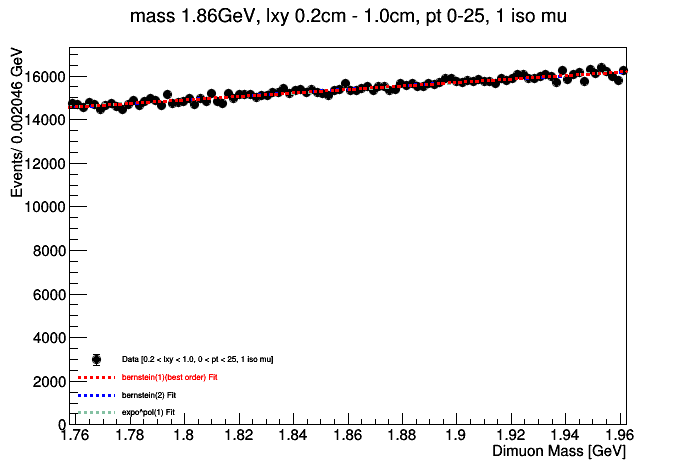 mass 1.86GeV, lxy 0.2cm - 1.0cm, pt 0-25, 1 iso mu
Events/ 0.002046 GeV
16000
14000
12000
10000
8000
6000
4000
2000
0
Data [0.2 < lxy < 1.0, 0 < pt < 25, 1 iso mu]
bernstein(1)(best order) Fit
bernstein(2) Fit
expo^pol(1) Fit
1.76 1.78 1.8 1.82 1.84 1.86 1.88 1.9 1.92 1.94 1.96
Dimuon Mass [GeV]